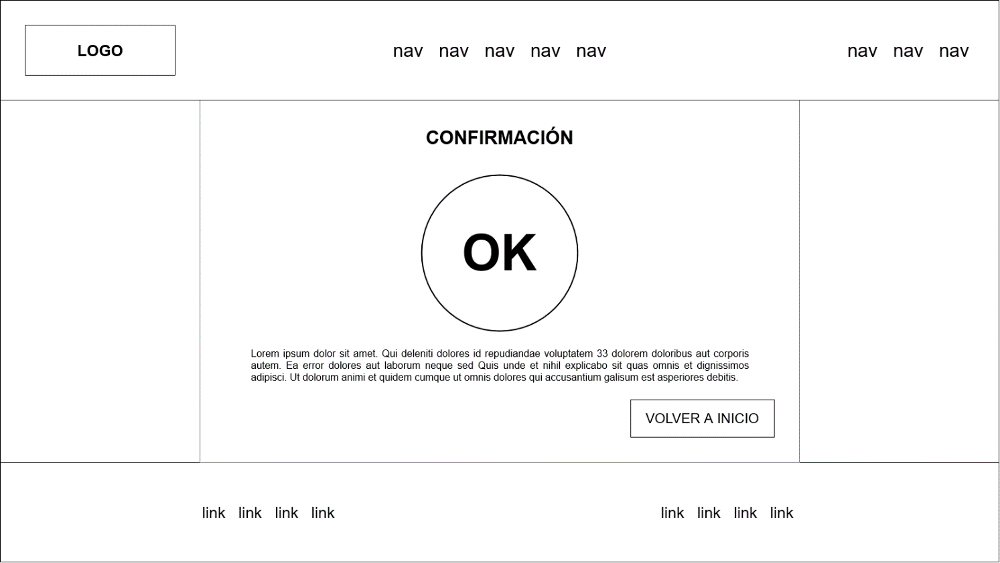 LOGO
nav nav nav nav nav
nav nav nav
CONFIRMACIÓN
OK
Lorem ipsum dolor sit amet. Qui deleniti dolores id repudiandae voluptatem 33 dolorem doloribus aut corporis
autem. Ea error dolores aut laborum neque sed Quis unde et nihil explicabo sit quas omnis et dignissimos
adipisci. Ut dolorum animi et quidem cumque ut omnis dolores qui accusantium galisum est asperiores debitis.
VOLVER A INICIO
link link link link
link link link link